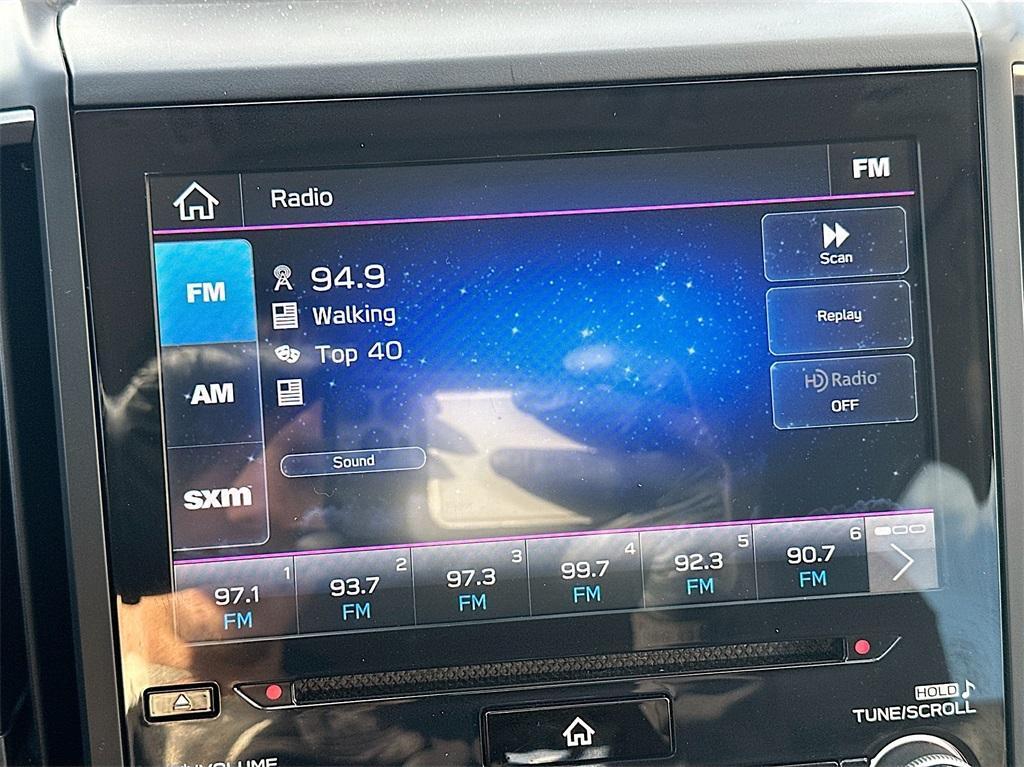 Radio
FM
FM
94.9
Walking
Top 40
AM
sxm
Sound
Scan
Replay
HD Radio
OFF
1 2 3 4 5 6
97.1 93.7 97.3 99.7 92.3 90.7
FM FM FM FM FM FM
HOLD
TUNE/SCROLL
VOLUME